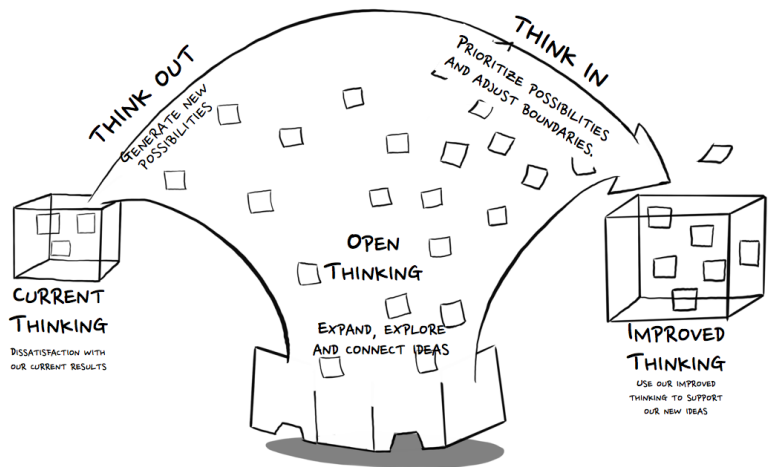 THINK OUT
GENERATE NEW
POSSIBILITIES
THINK IN
PRIORITIZE POSSIBILITIES
AND ADJUST BOUNDARIES.
OPEN
THINKING
EXPAND, EXPLORE
AND CONNECT IDEAS
CURRENT
THINKING
DISSATISFACTION WITH
OUR CURRENT RESULTS
IMPROVED
THINKING
USE OUR IMPROVED
THINKING TO SUPPORT
OUR NEW IDEAS